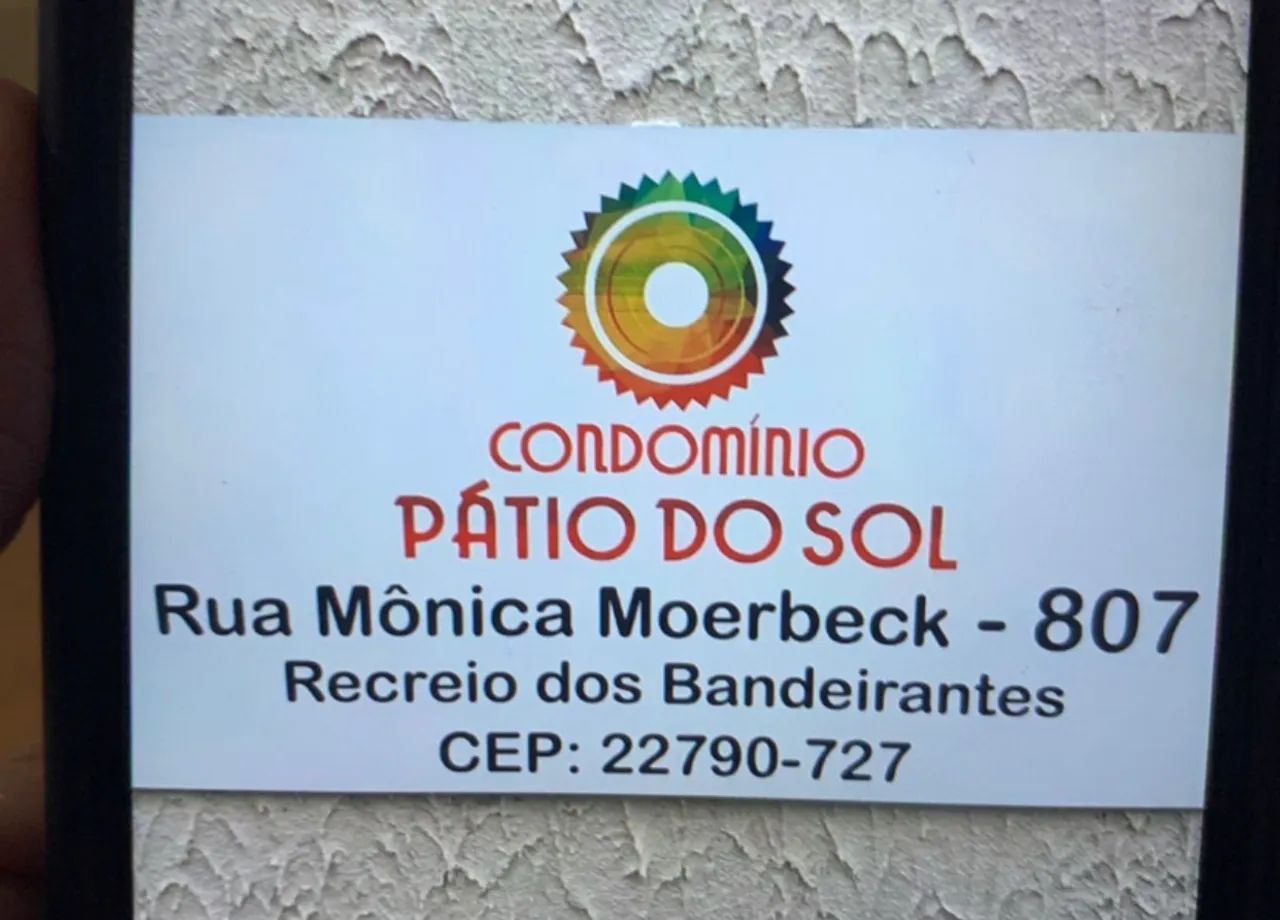 CONDOMÍNIO
PÁTIO DO SOL
Rua Mônica Moerbeck - 807
Recreio dos Bandeirantes
CEP: 22790-727